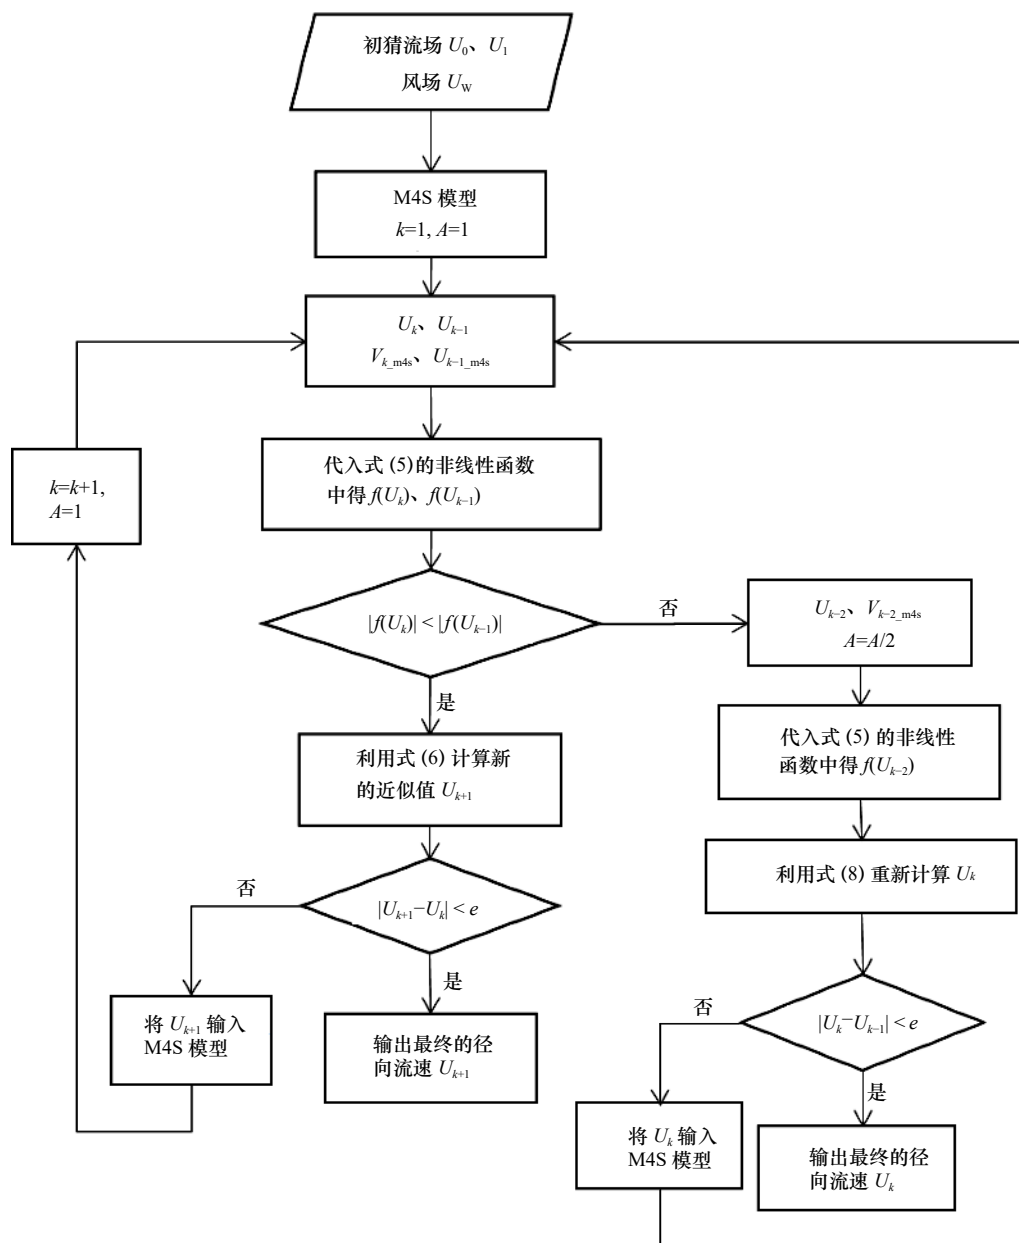 初猜流场 U₀、U₁
风场 U_W
M4S 模型
k=1, A=1
U_k、U_{k−1}
V_{k_m4s}、U_{k−1_m4s}
k=k+1,
A=1
代入式 (5)的非线性函数
中得 f(U_k)、f(U_{k−1})
|f(U_k)| < |f(U_{k−1})|
否
U_{k−2}、V_{k−2_m4s}
A=A/2
是
代入式 (5) 的非线性
函数中得 f(U_{k−2})
利用式 (6) 计算新
的近似值 U_{k+1}
利用式 (8) 重新计算 U_k
否
|U_{k+1}−U_k| < e
是
将 U_{k+1} 输入
M4S 模型
输出最终的径
向流速 U_{k+1}
否
|U_k−U_{k−1}| < e
是
将 U_k 输入
M4S 模型
输出最终的径
向流速 U_k